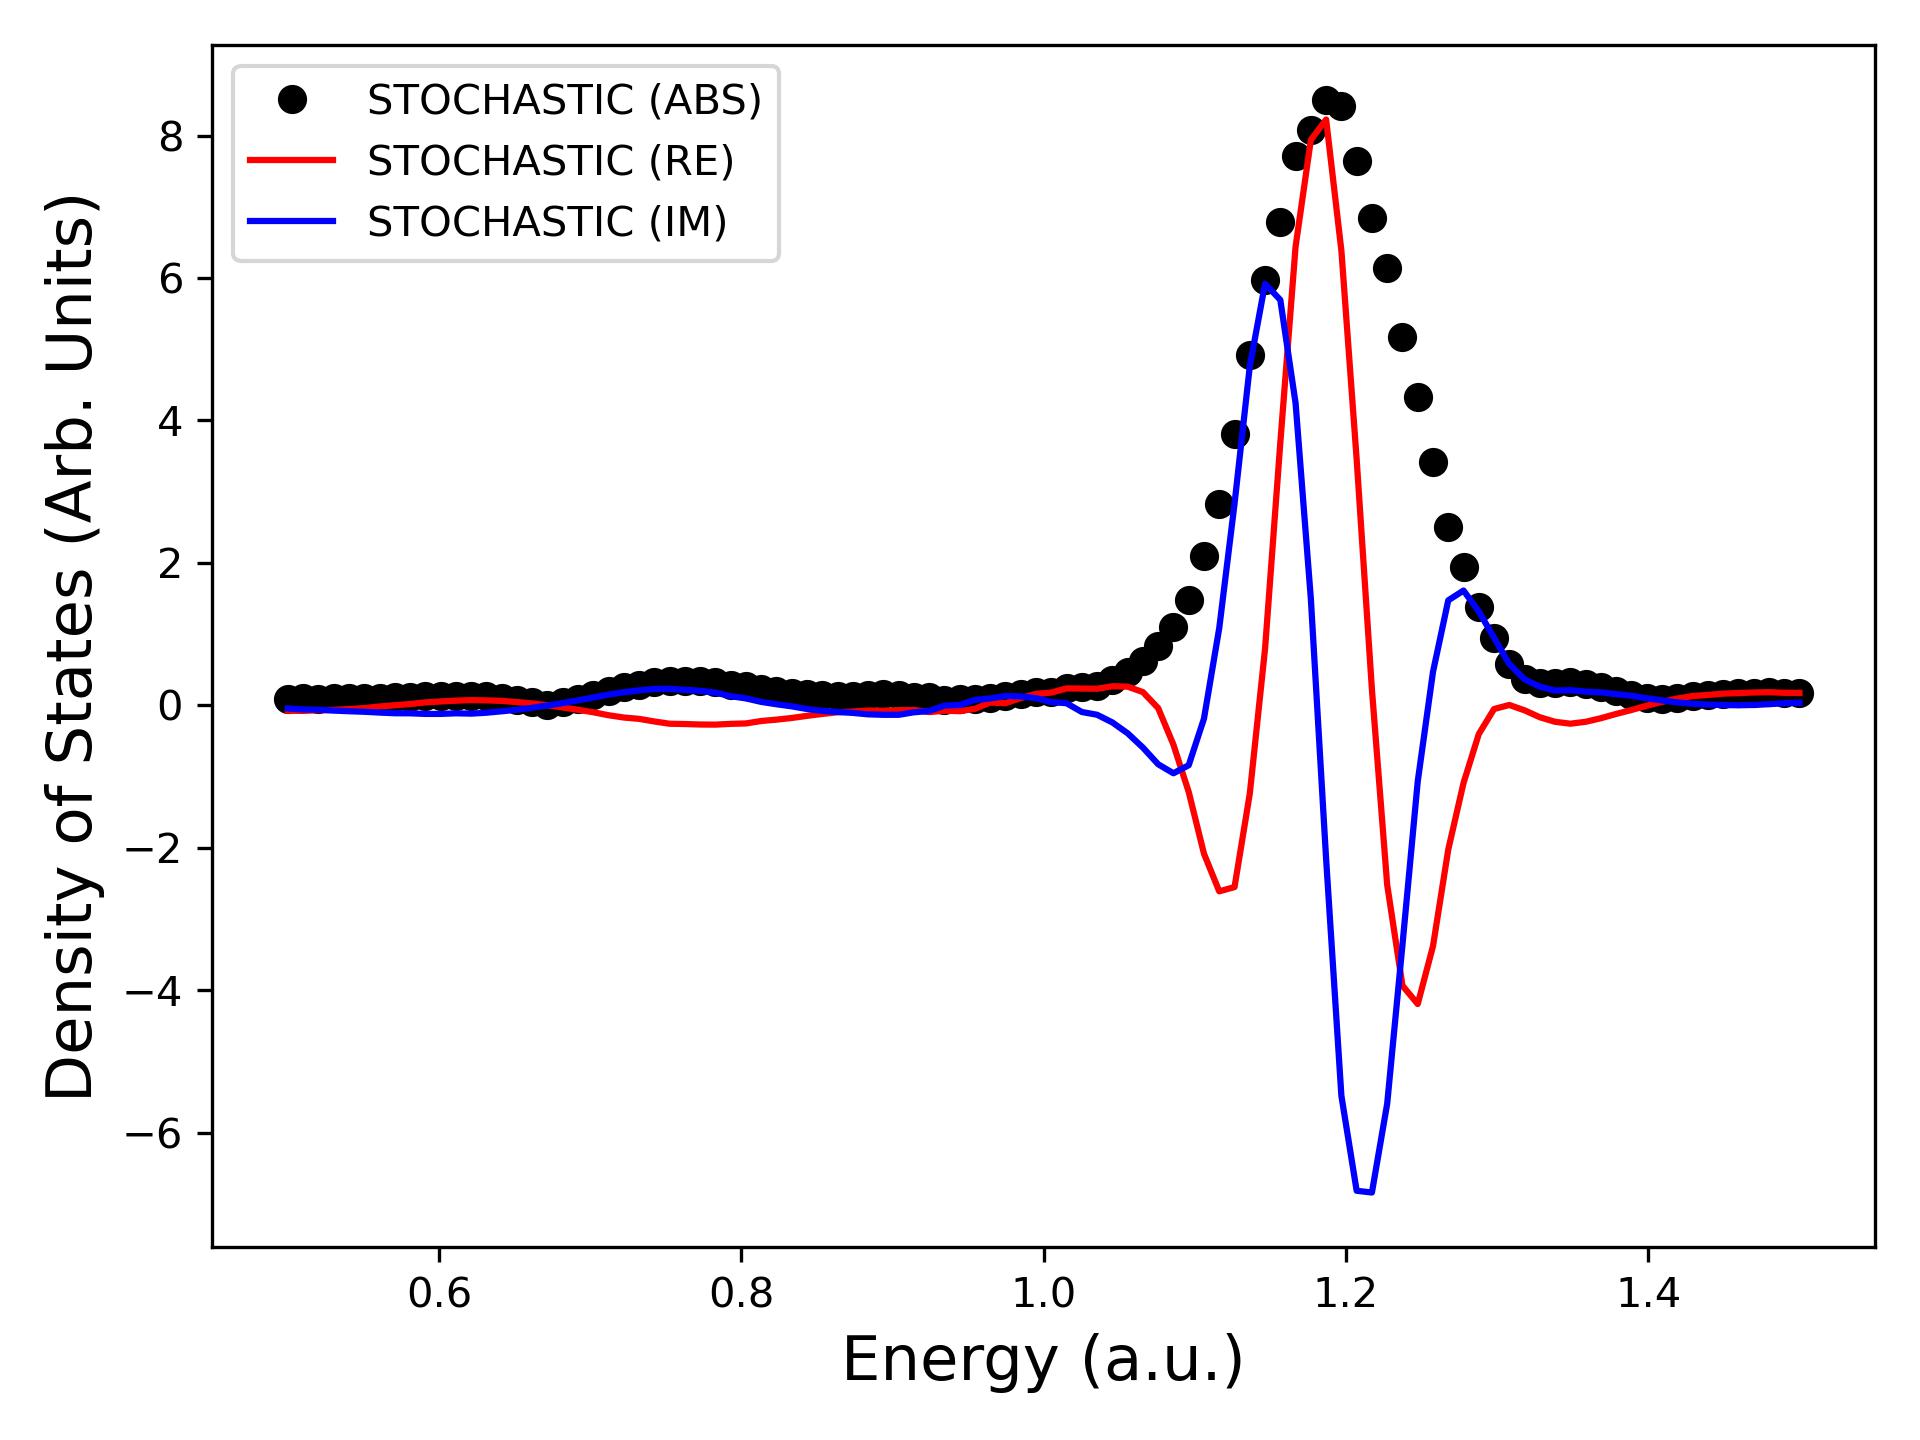 STOCHASTIC (ABS)
STOCHASTIC (RE)
STOCHASTIC (IM)
Density of States (Arb. Units)
8
6
4
2
0
−2
−4
−6
0.6 0.8 1.0 1.2 1.4
Energy (a.u.)